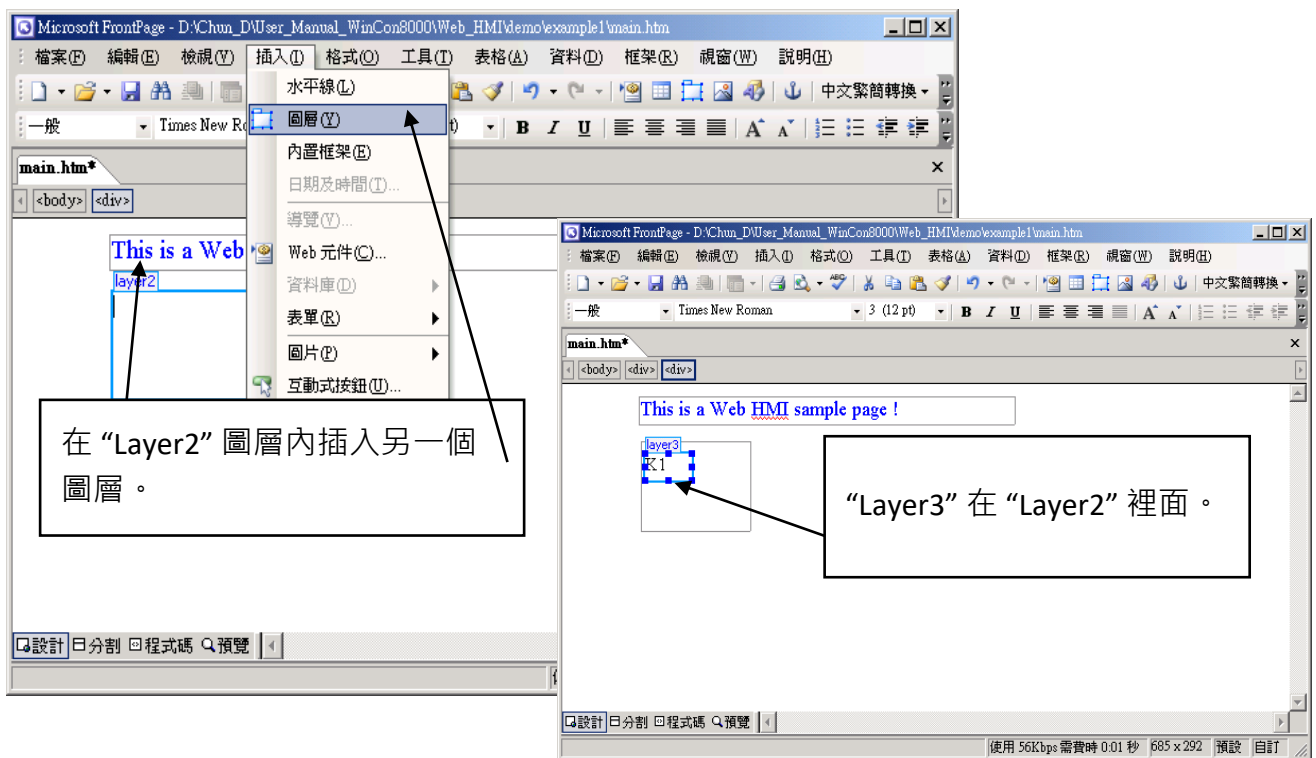 Microsoft FrontPage - D:\Chun_D\User_Manual_WinCon8000\Web_HMI\demo\example1\main.htm
檔案(F) 編輯(E) 檢視(V) 插入(I) 格式(O) 工具(T) 表格(A) 資料(D) 框架(R) 視窗(W) 說明(H)
中文繁簡轉換
一般 Times New Ro
B I U A A
main.htm*
<body> <div>
水平線(L)
圖層(Y)
內置框架(E)
日期及時間(T)...
導覽(V)...
Web 元件(C)...
資料庫(D)
表單(R)
圖片(P)
互動式按鈕(U)...
This is a Web
layer2
在 “Layer2” 圖層內插入另一個
圖層。
設計 分割 程式碼 預覽
Microsoft FrontPage - D:\Chun_D\User_Manual_WinCon8000\Web_HMI\demo\example1\main.htm
檔案(F) 編輯(E) 檢視(V) 插入(I) 格式(O) 工具(T) 表格(A) 資料(D) 框架(R) 視窗(W) 說明(H)
中文繁簡轉換
一般 Times New Roman 3 (12 pt) B I U A A
main.htm*
<body> <div> <div>
This is a Web HMI sample page !
layer3
K1
“Layer3” 在 “Layer2” 裡面。
設計 分割 程式碼 預覽
使用 56Kbps 需費時 0:01 秒 685 x 292 預設 自訂